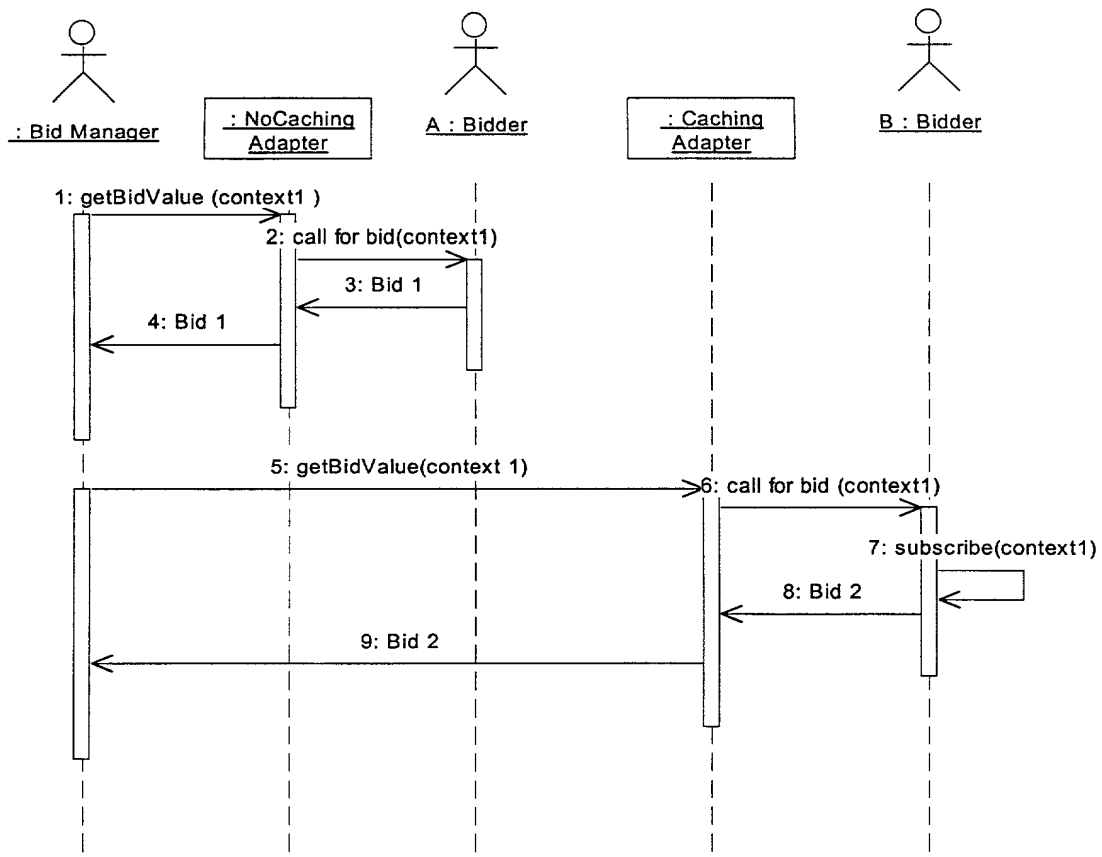 : Bid Manager
: NoCaching
Adapter
A : Bidder
: Caching
Adapter
B : Bidder
1: getBidValue (context1 )
2: call for bid(context1)
3: Bid 1
4: Bid 1
5: getBidValue(context 1)
6: call for bid (context1)
7: subscribe(context1)
8: Bid 2
9: Bid 2